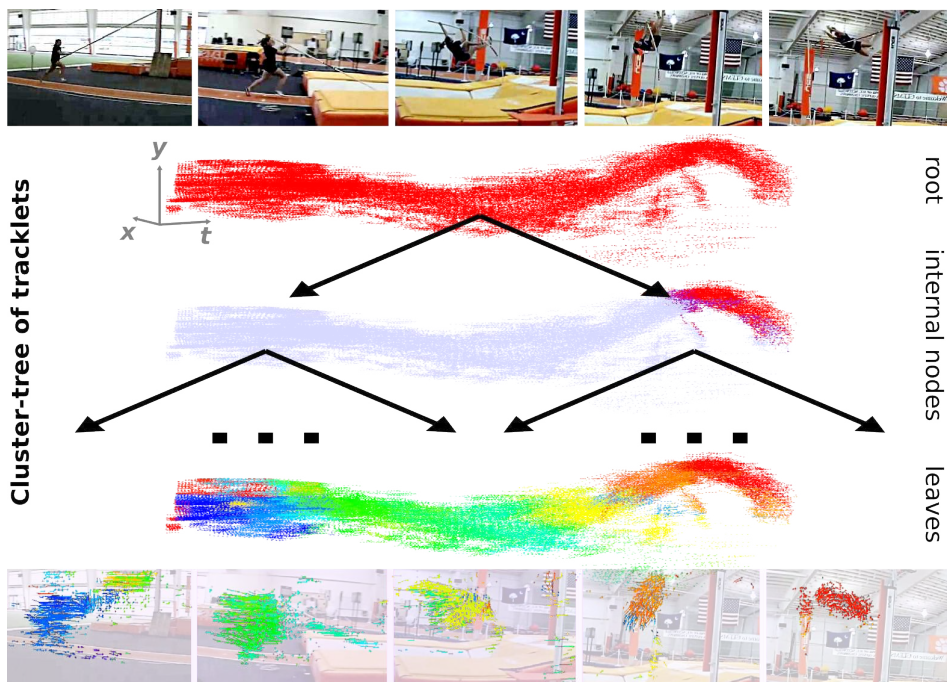 y
x
t
root
Cluster-tree of tracklets
internal nodes
leaves